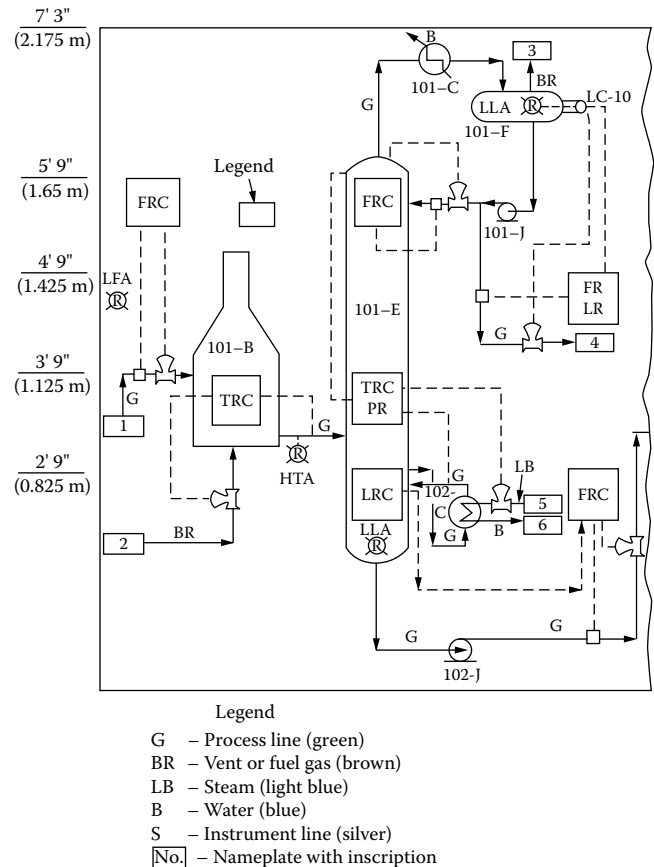 7' 3"
(2.175 m)
B
3
101–C
BR
LC-10
G
LLA
R
101–F
5' 9"
(1.65 m)
Legend
FRC
FRC
101–J
4' 9"
(1.425 m)
LFA
R
FR
LR
101–E
101–B
G
4
3' 9"
(1.125 m)
TRC
TRC
PR
G
1
G
R
HTA
2' 9"
(0.825 m)
LB
G
102-
C
LRC
5
FRC
6
B
G
2
BR
LLA
R
G
G
102-J
Legend
G – Process line (green)
BR – Vent or fuel gas (brown)
LB – Steam (light blue)
B – Water (blue)
S – Instrument line (silver)
No. – Nameplate with inscription